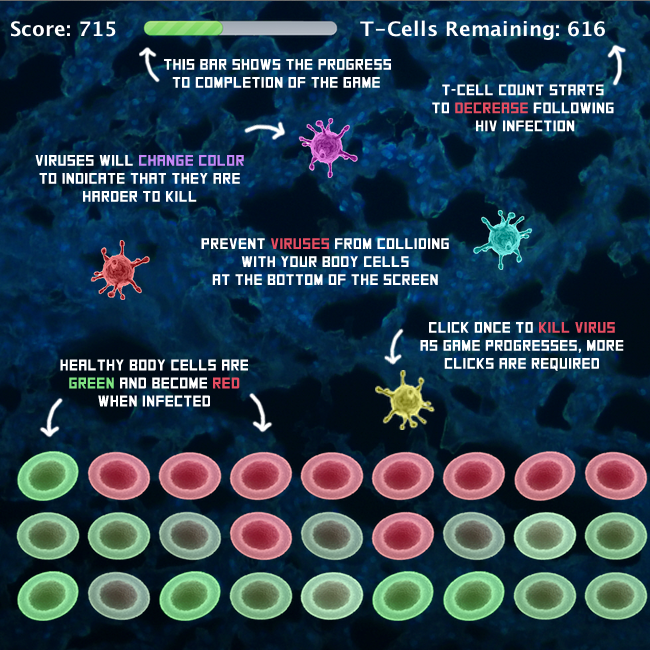 Score: 715
T-Cells Remaining: 616
THIS BAR SHOWS THE PROGRESS
TO COMPLETION OF THE GAME
T-CELL COUNT STARTS
TO DECREASE FOLLOWING
HIV INFECTION
VIRUSES WILL CHANGE COLOR
TO INDICATE THAT THEY ARE
HARDER TO KILL
PREVENT VIRUSES FROM COLLIDING
WITH YOUR BODY CELLS
AT THE BOTTOM OF THE SCREEN
CLICK ONCE TO KILL VIRUS
AS GAME PROGRESSES, MORE
CLICKS ARE REQUIRED
HEALTHY BODY CELLS ARE
GREEN AND BECOME RED
WHEN INFECTED